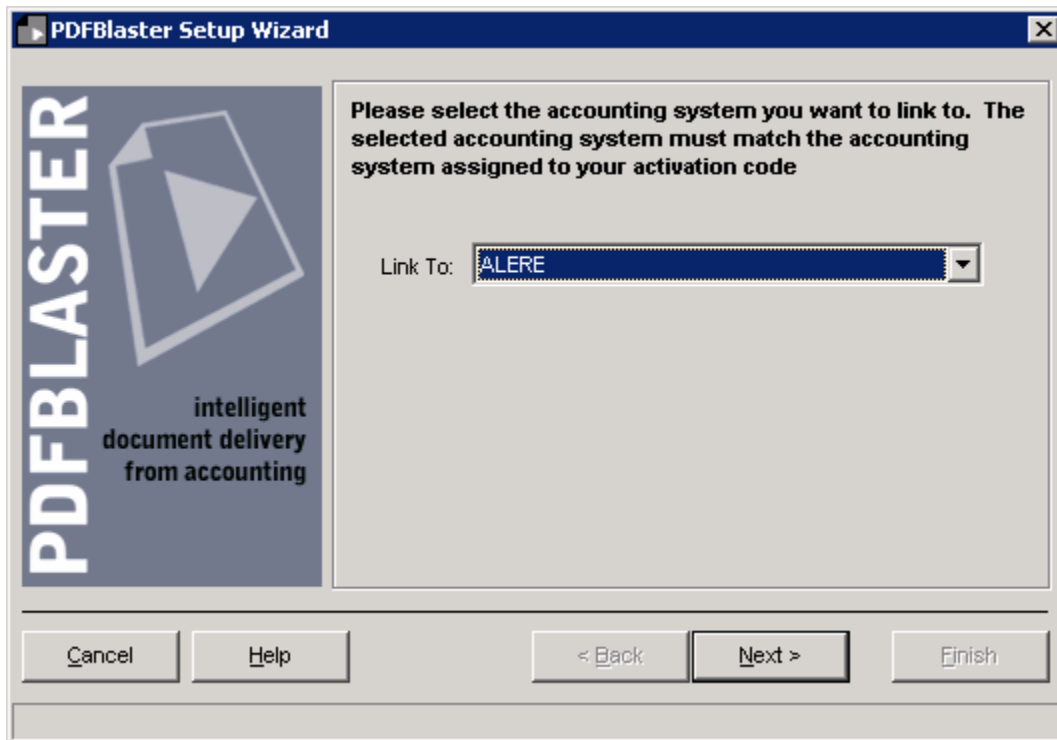 PDFBlaster Setup Wizard
PDFBLASTER
intelligent
document delivery
from accounting
Please select the accounting system you want to link to.  The
selected accounting system must match the accounting
system assigned to your activation code
Link To: ALERE
Cancel Help < Back Next > Finish